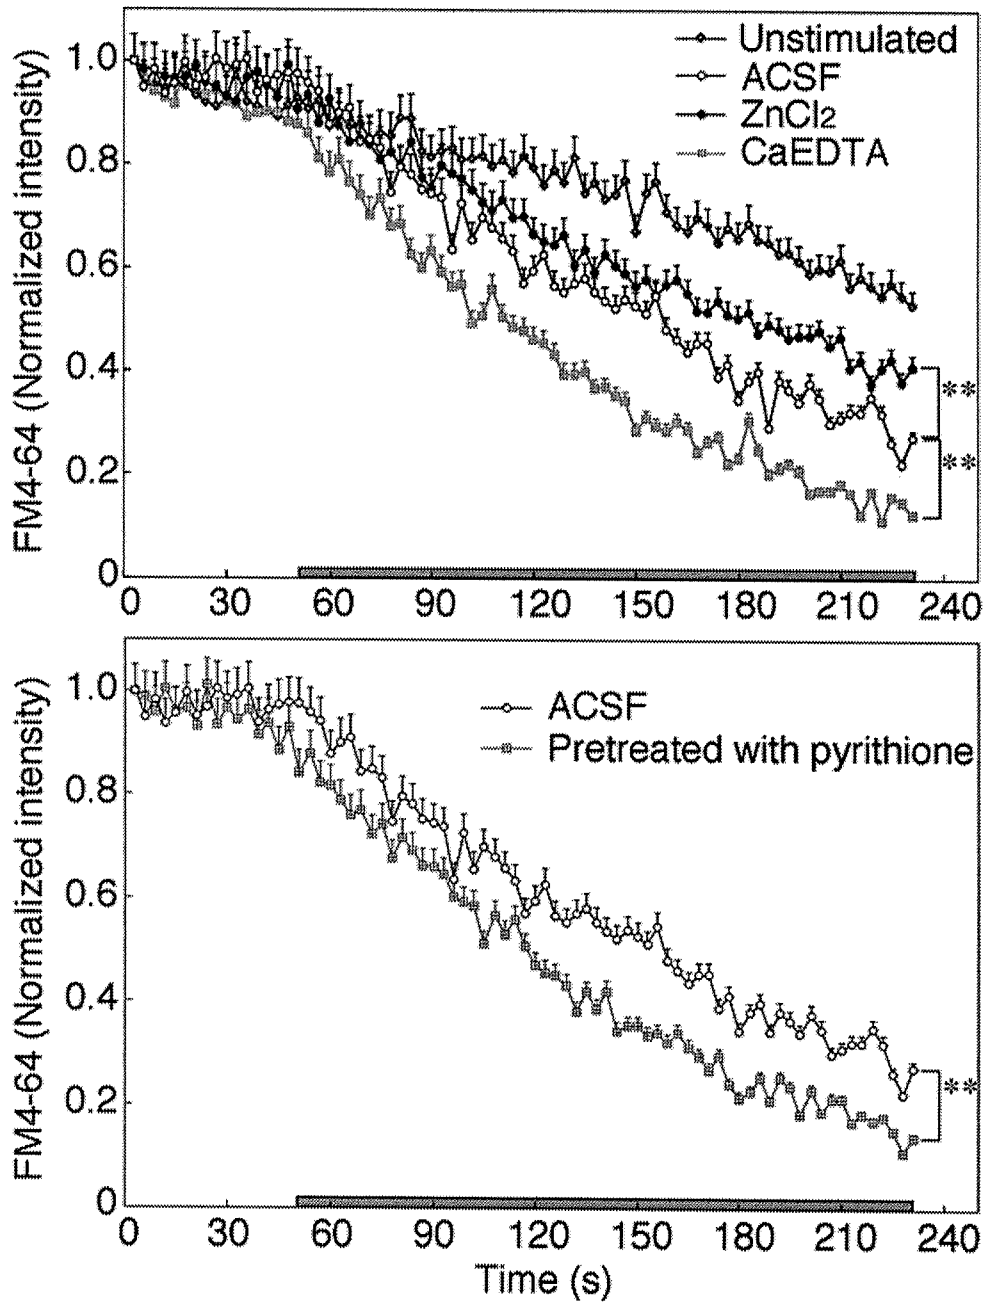 FM4-64 (Normalized intensity)
1.0
0.8
0.6
0.4
0.2
0
Unstimulated
ACSF
ZnCl2
CaEDTA
**
**
0 30 60 90 120 150 180 210 240
FM4-64 (Normalized intensity)
1.0
0.8
0.6
0.4
0.2
0
ACSF
Pretreated with pyrithione
**
0 30 60 90 120 150 180 210 240
Time (s)